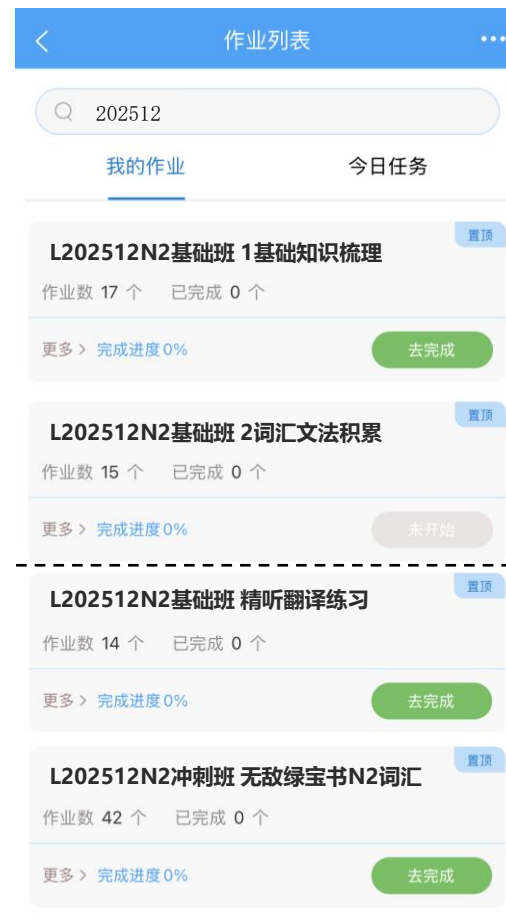 作业列表
202512
我的作业 今日任务
置顶
L202512N2基础班 1基础知识梳理
作业数 17 个 已完成 0 个
更多 > 完成进度0% 去完成
置顶
L202512N2基础班 2词汇文法积累
作业数 15 个 已完成 0 个
更多 > 完成进度0% 未开始
置顶
L202512N2基础班 精听翻译练习
作业数 14 个 已完成 0 个
更多 > 完成进度0% 去完成
置顶
L202512N2冲刺班 无敌绿宝书N2词汇
作业数 42 个 已完成 0 个
更多 > 完成进度0% 去完成